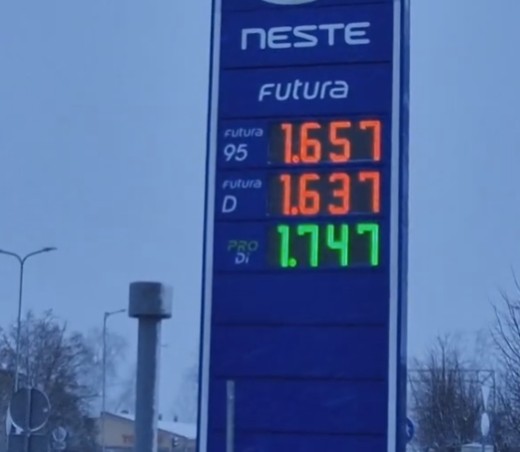 NESTE
Futura
Futura
95 1.657
Futura
D 1.637
PRO
Di 1.747